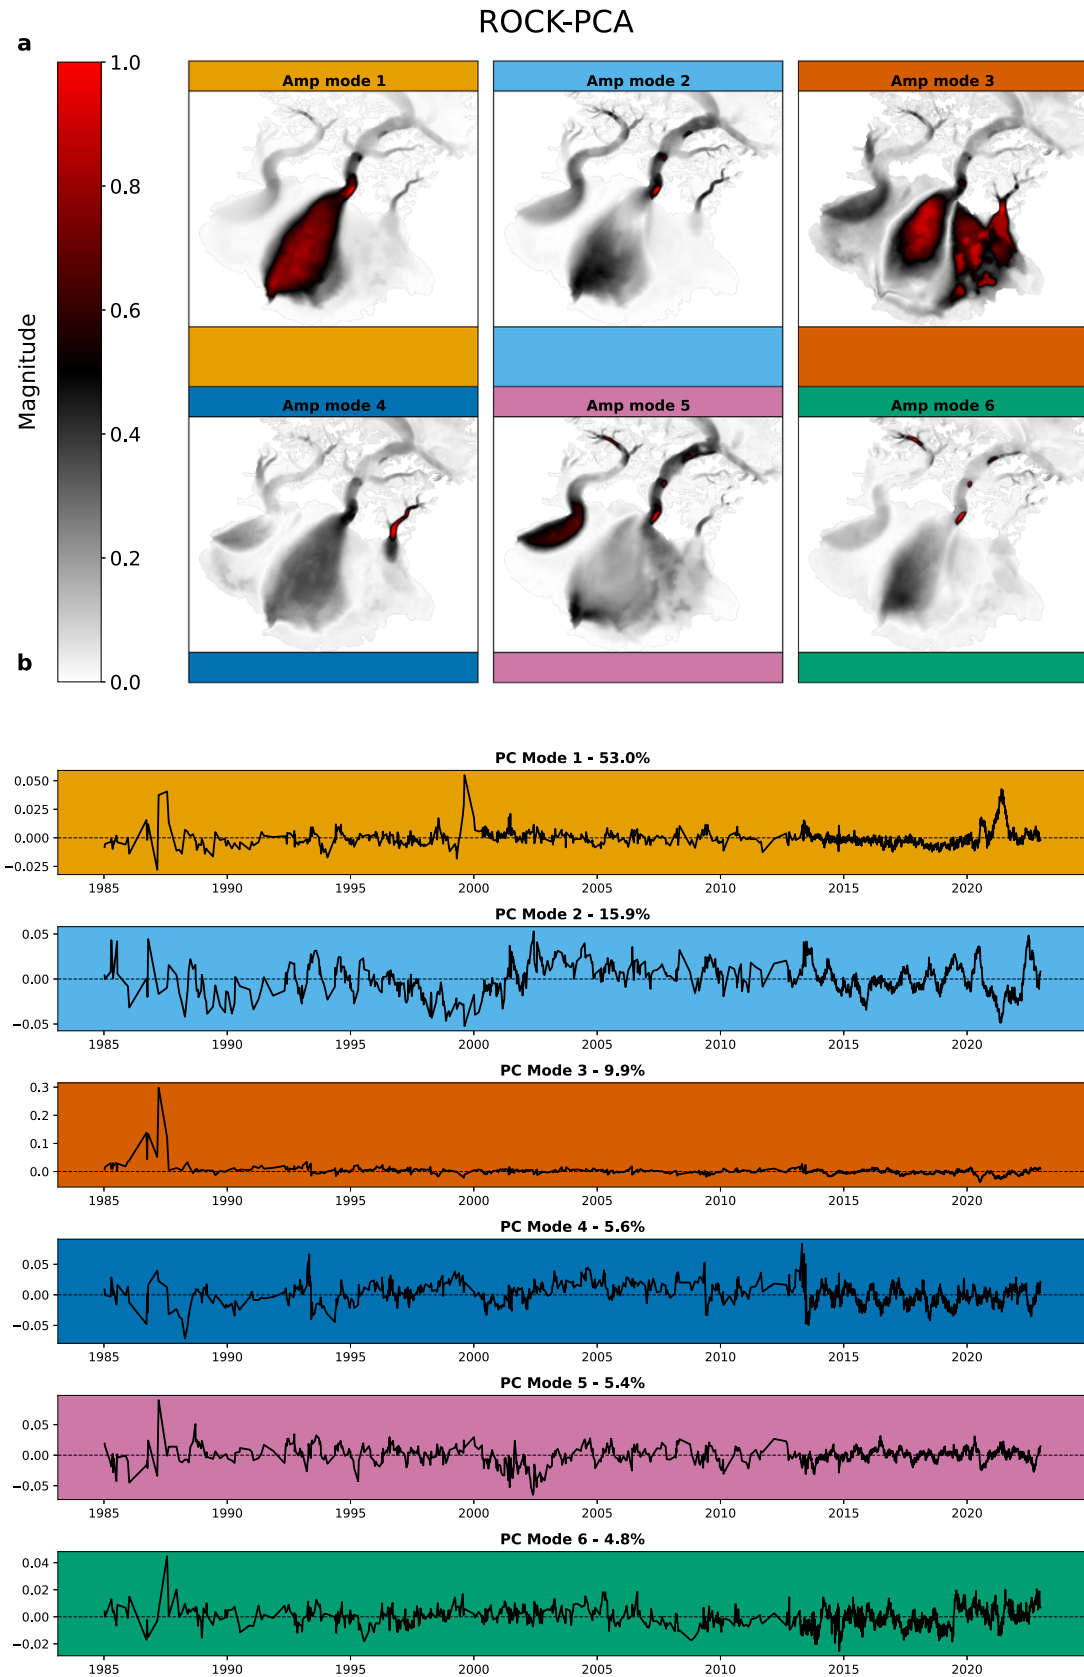 ROCK-PCA
a
1.0
0.8
0.6
0.4
0.2
0.0
Magnitude
Amp mode 1
Amp mode 2
Amp mode 3
Amp mode 4
Amp mode 5
Amp mode 6
b
PC Mode 1 - 53.0%
0.050
0.025
0.000
−0.025
1985 1990 1995 2000 2005 2010 2015 2020
PC Mode 2 - 15.9%
0.05
0.00
−0.05
1985 1990 1995 2000 2005 2010 2015 2020
PC Mode 3 - 9.9%
0.3
0.2
0.1
0.0
1985 1990 1995 2000 2005 2010 2015 2020
PC Mode 4 - 5.6%
0.05
0.00
−0.05
1985 1990 1995 2000 2005 2010 2015 2020
PC Mode 5 - 5.4%
0.05
0.00
−0.05
1985 1990 1995 2000 2005 2010 2015 2020
PC Mode 6 - 4.8%
0.04
0.02
0.00
−0.02
1985 1990 1995 2000 2005 2010 2015 2020